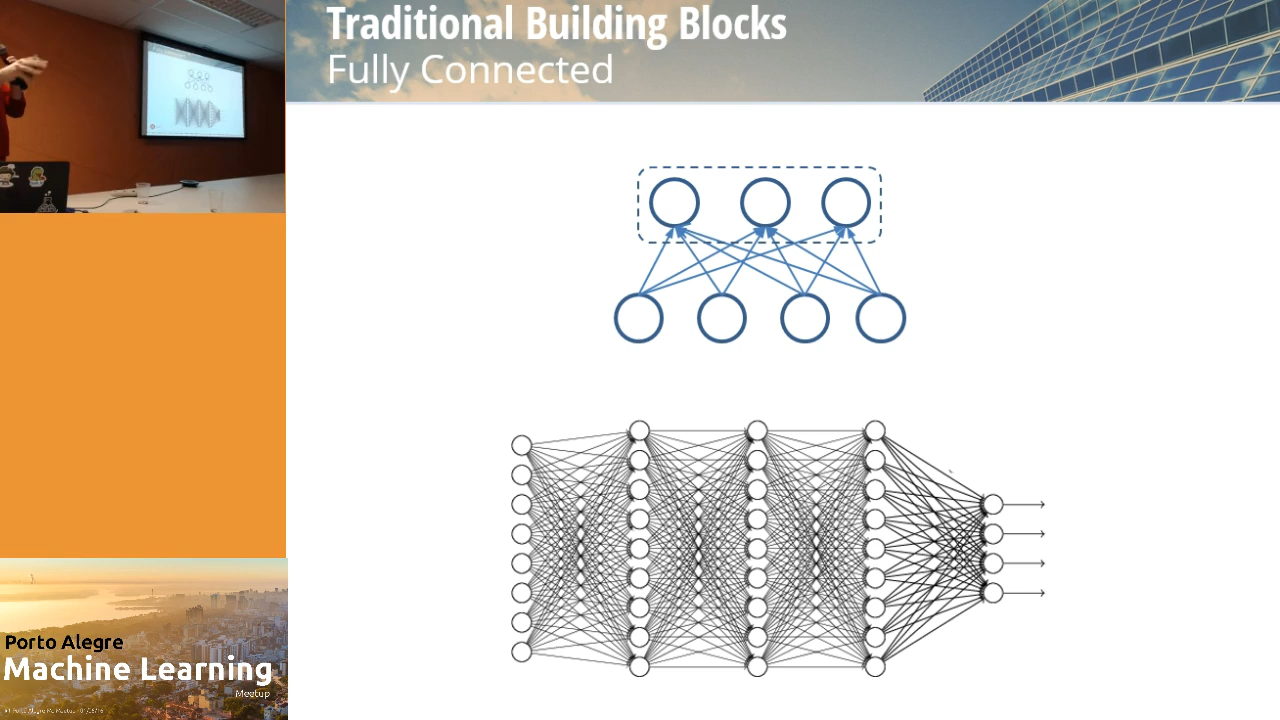 Traditional Building Blocks
Fully Connected
Porto Alegre
Machine Learning
Meetup